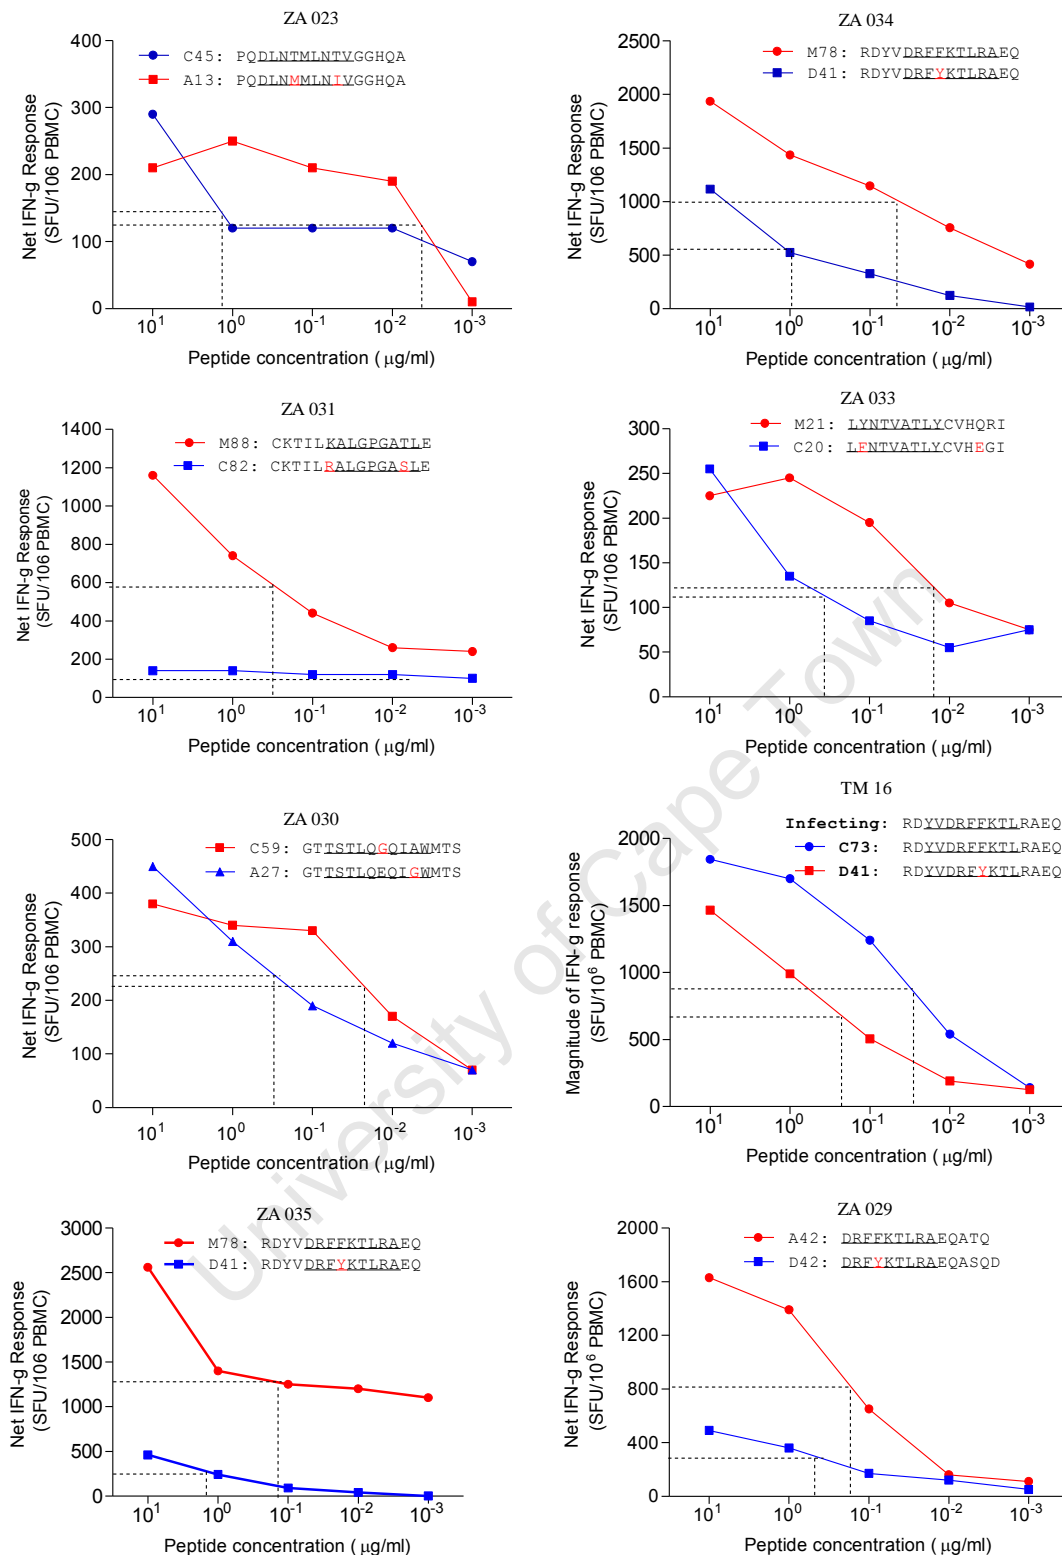 ZA 023
C45: PQDLNTMLNTVGGHQA
A13: PQDLNMMLNIVGGHQA
Net IFN-g Response
(SFU/106 PBMC)
400
300
200
100
0
10¹ 10⁰ 10⁻¹ 10⁻² 10⁻³
Peptide concentration ( µg/ml)
ZA 034
M78: RDYVDRFFKTLRAEQ
D41: RDYVDRFYKTLRAEQ
Net IFN-g Response
(SFU/106 PBMC)
2500
2000
1500
1000
500
0
10¹ 10⁰ 10⁻¹ 10⁻² 10⁻³
Peptide concentration ( µg/ml)
ZA 031
M88: CKTILKALGPGATLE
C82: CKTILRALGPGASLE
Net IFN-g Response
(SFU/106 PBMC)
1400
1200
1000
800
600
400
200
0
10¹ 10⁰ 10⁻¹ 10⁻² 10⁻³
Peptide concentration ( µg/ml)
ZA 033
M21: LYNTVATLYCVHQRI
C20: LFNTVATLYCVHEGI
Net IFN-g Response
(SFU/106 PBMC)
300
250
200
150
100
50
0
10¹ 10⁰ 10⁻¹ 10⁻² 10⁻³
Peptide concentration ( µg/ml)
ZA 030
C59: GTTSTLQGQIAWMTS
A27: GTTSTLQEQIGWMTS
Net IFN-g Response
(SFU/106 PBMC)
500
400
300
200
100
0
10¹ 10⁰ 10⁻¹ 10⁻² 10⁻³
Peptide concentration ( µg/ml)
TM 16
Infecting: RDYVDRFFKTLRAEQ
C73: RDYVDRFFKTLRAEQ
D41: RDYVDRFYKTLRAEQ
Magnitude of IFN- g response
(SFU/10⁶ PBMC)
2000
1500
1000
500
0
10¹ 10⁰ 10⁻¹ 10⁻² 10⁻³
Peptide concentration ( µg/ml)
ZA 035
M78: RDYVDRFFKTLRAEQ
D41: RDYVDRFYKTLRAEQ
Net IFN-g Response
(SFU/106 PBMC)
3000
2500
2000
1500
1000
500
0
10¹ 10⁰ 10⁻¹ 10⁻² 10⁻³
Peptide concentration ( µg/ml)
ZA 029
A42: DRFFKTLRAEQATQ
D42: DRFYKTLRAEQASQD
Net IFN-g Response
(SFU/10⁶ PBMC)
2000
1600
1200
800
400
0
10¹ 10⁰ 10⁻¹ 10⁻² 10⁻³
Peptide concentration ( µg/ml)
University of Cape Town